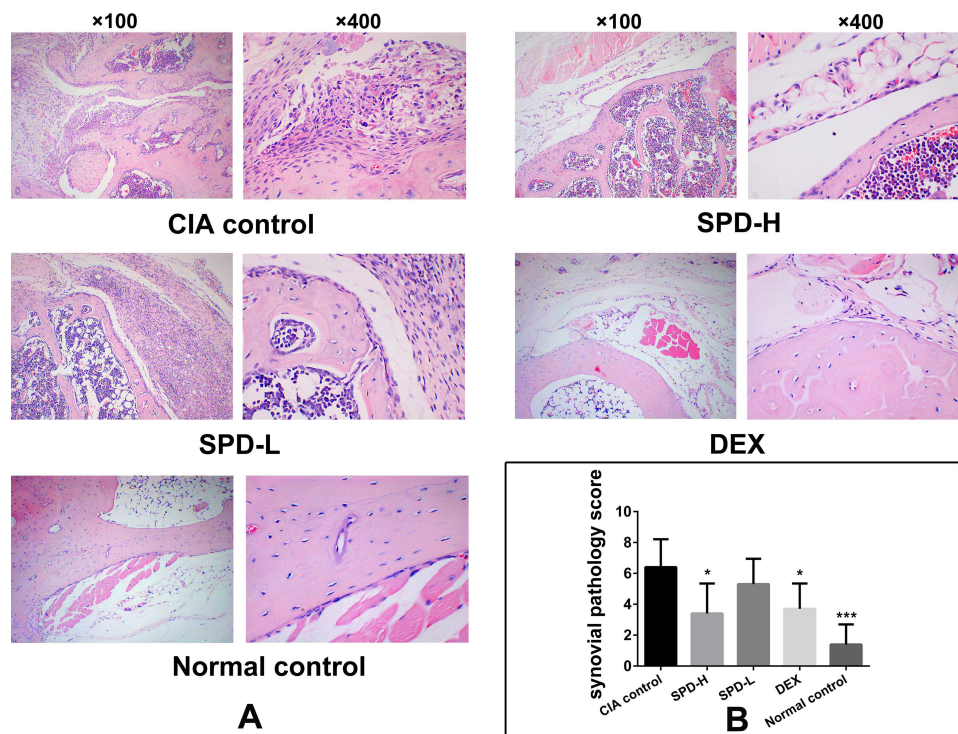 ×100 ×400 ×100 ×400
CIA control SPD-H
SPD-L DEX
Normal control
A
synovial pathology score
10
8
6
4
2
0
*
*
***
CIA control
SPD-H
SPD-L
DEX
Normal control
B